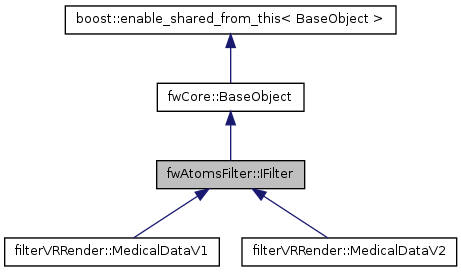 boost::enable_shared_from_this< BaseObject >
fwCore::BaseObject
fwAtomsFilter::IFilter
filterVRRender::MedicalDataV1
filterVRRender::MedicalDataV2